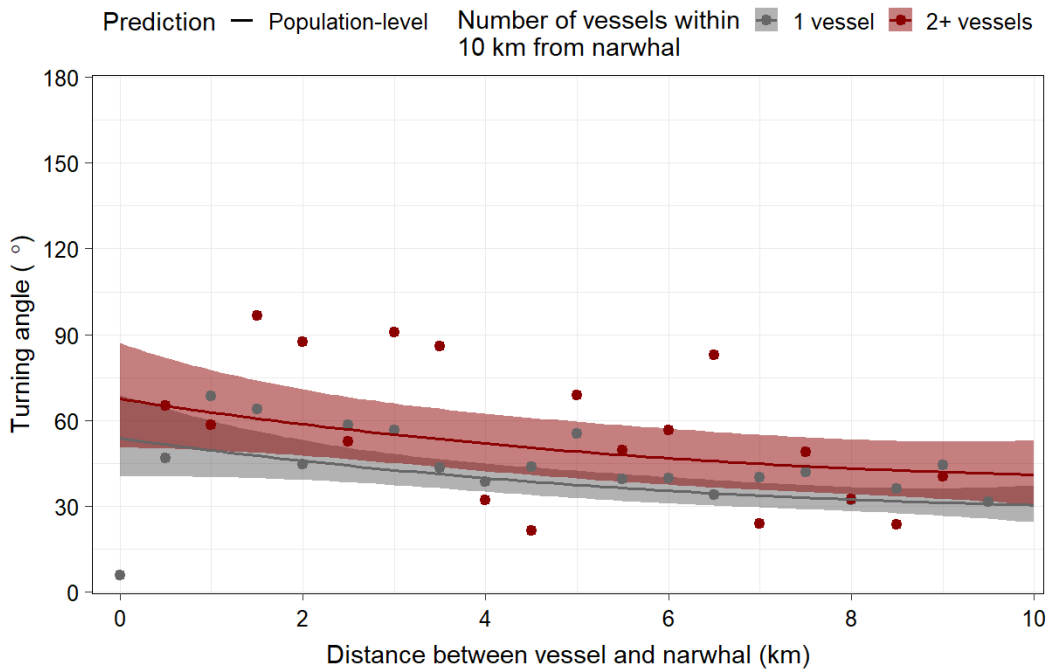 Prediction — Population-level Number of vessels within 10 km from narwhal 1 vessel 2+ vessels
Turning angle ( °)
180
150
120
90
60
30
0
0 2 4 6 8 10
Distance between vessel and narwhal (km)